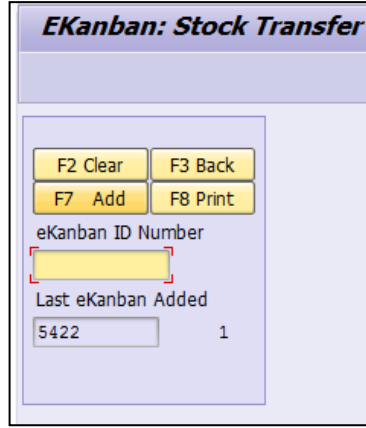 EKanban: Stock Transfer
F2 Clear F3 Back
F7 Add F8 Print
eKanban ID Number
Last eKanban Added
5422 1